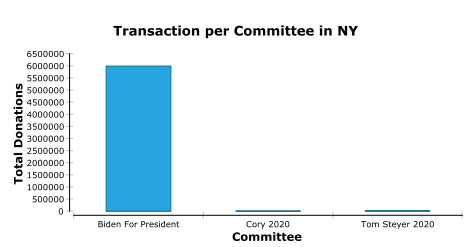 Transaction per Committee in NY
Total Donations
6500000
6000000
5500000
5000000
4500000
4000000
3500000
3000000
2500000
2000000
1500000
1000000
500000
0
Biden For President
Cory 2020
Tom Steyer 2020
Committee